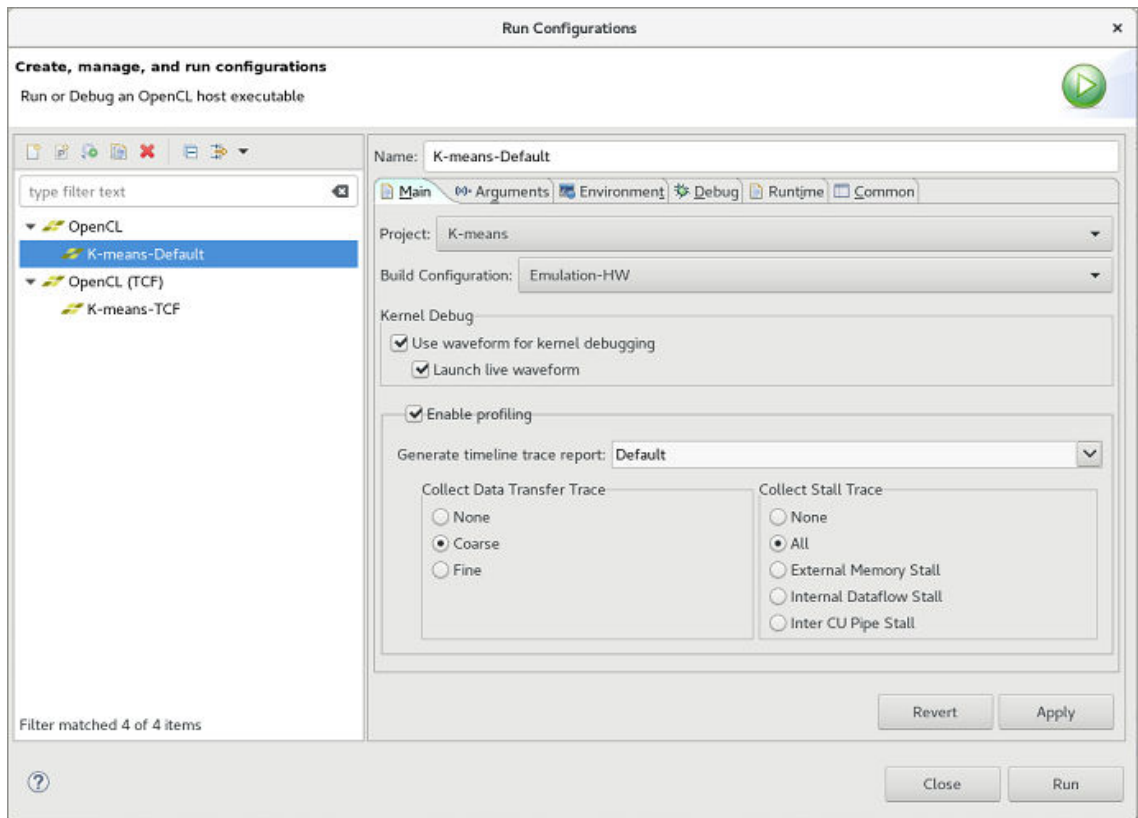 Run Configurations
Create, manage, and run configurations
Run or Debug an OpenCL host executable
type filter text
OpenCL
K-means-Default
OpenCL (TCF)
K-means-TCF
Filter matched 4 of 4 items
Name: K-means-Default
Main Arguments Environment Debug Runtime Common
Project: K-means
Build Configuration: Emulation-HW
Kernel Debug
Use waveform for kernel debugging
Launch live waveform
Enable profiling
Generate timeline trace report: Default
Collect Data Transfer Trace
None
Coarse
Fine
Collect Stall Trace
None
All
External Memory Stall
Internal Dataflow Stall
Inter CU Pipe Stall
Revert Apply
Close Run